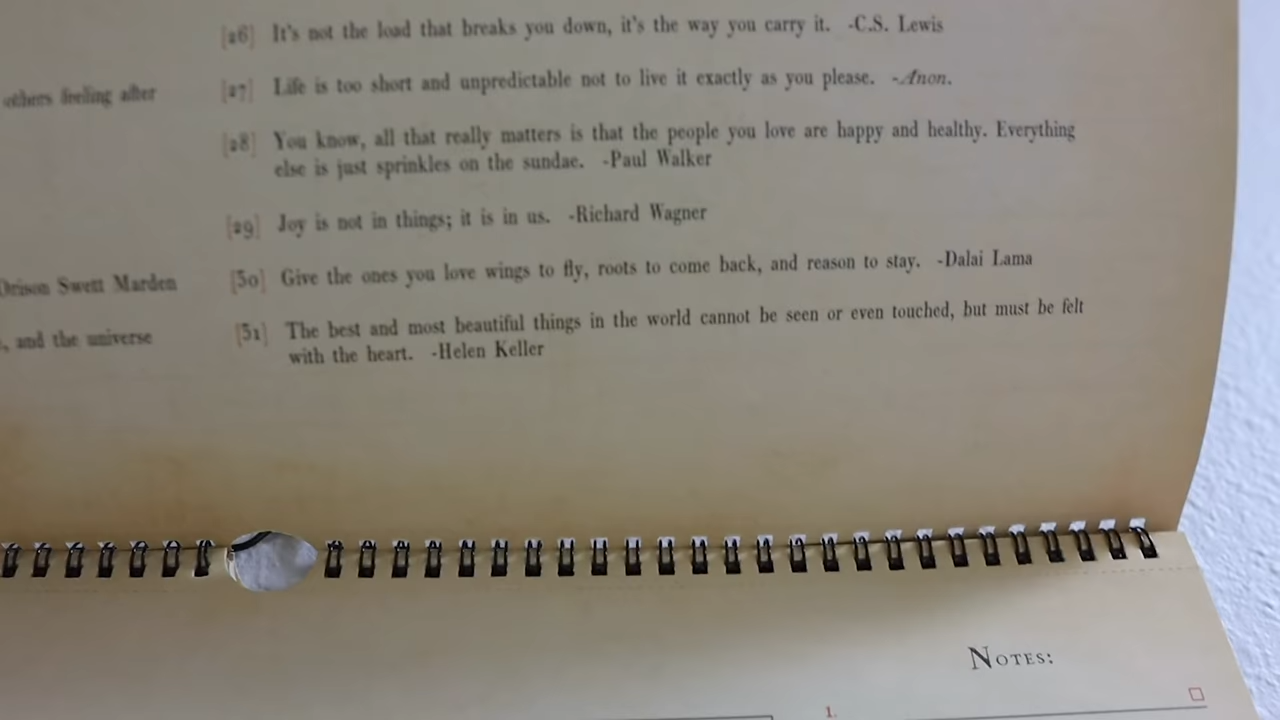 others feeling after
Orison Swett Marden
, and the universe
[26] It's not the load that breaks you down, it's the way you carry it. -C.S. Lewis
[27] Life is too short and unpredictable not to live it exactly as you please. -Anon.
[28] You know, all that really matters is that the people you love are happy and healthy. Everything
else is just sprinkles on the sundae. -Paul Walker
[29] Joy is not in things; it is in us. -Richard Wagner
[30] Give the ones you love wings to fly, roots to come back, and reason to stay. -Dalai Lama
[31] The best and most beautiful things in the world cannot be seen or even touched, but must be felt
with the heart. -Helen Keller
NOTES:
1.